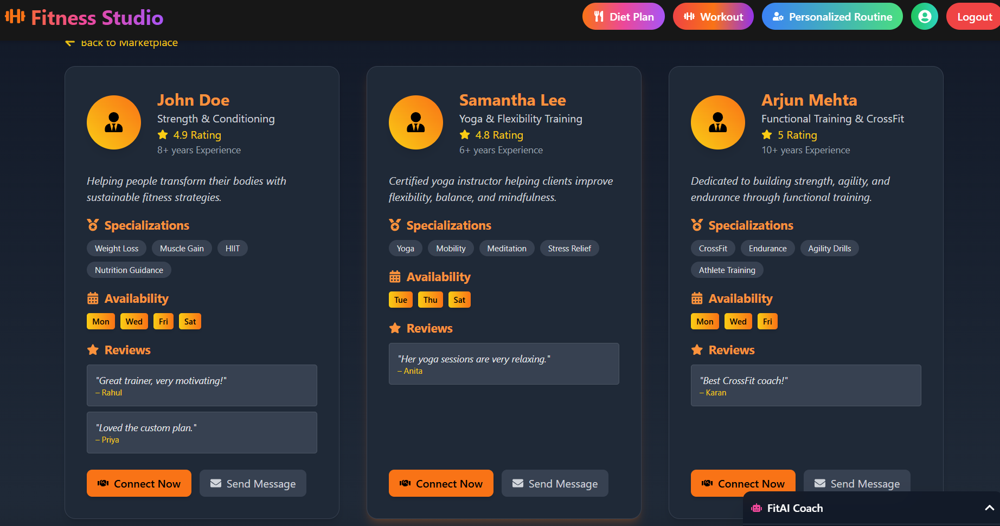 Fitness Studio
Diet Plan
Workout
Personalized Routine
Logout
Back to Marketplace
John Doe
Strength & Conditioning
4.9 Rating
8+ years Experience
Helping people transform their bodies with
sustainable fitness strategies.
Specializations
Weight Loss
Muscle Gain
HIIT
Nutrition Guidance
Availability
Mon
Wed
Fri
Sat
Reviews
"Great trainer, very motivating!"
– Rahul
"Loved the custom plan."
– Priya
Connect Now
Send Message
Samantha Lee
Yoga & Flexibility Training
4.8 Rating
6+ years Experience
Certified yoga instructor helping clients improve
flexibility, balance, and mindfulness.
Specializations
Yoga
Mobility
Meditation
Stress Relief
Availability
Tue
Thu
Sat
Reviews
"Her yoga sessions are very relaxing."
– Anita
Connect Now
Send Message
Arjun Mehta
Functional Training & CrossFit
5 Rating
10+ years Experience
Dedicated to building strength, agility, and
endurance through functional training.
Specializations
CrossFit
Endurance
Agility Drills
Athlete Training
Availability
Mon
Wed
Fri
Reviews
"Best CrossFit coach!"
– Karan
Connect Now
Send Message
FitAI Coach